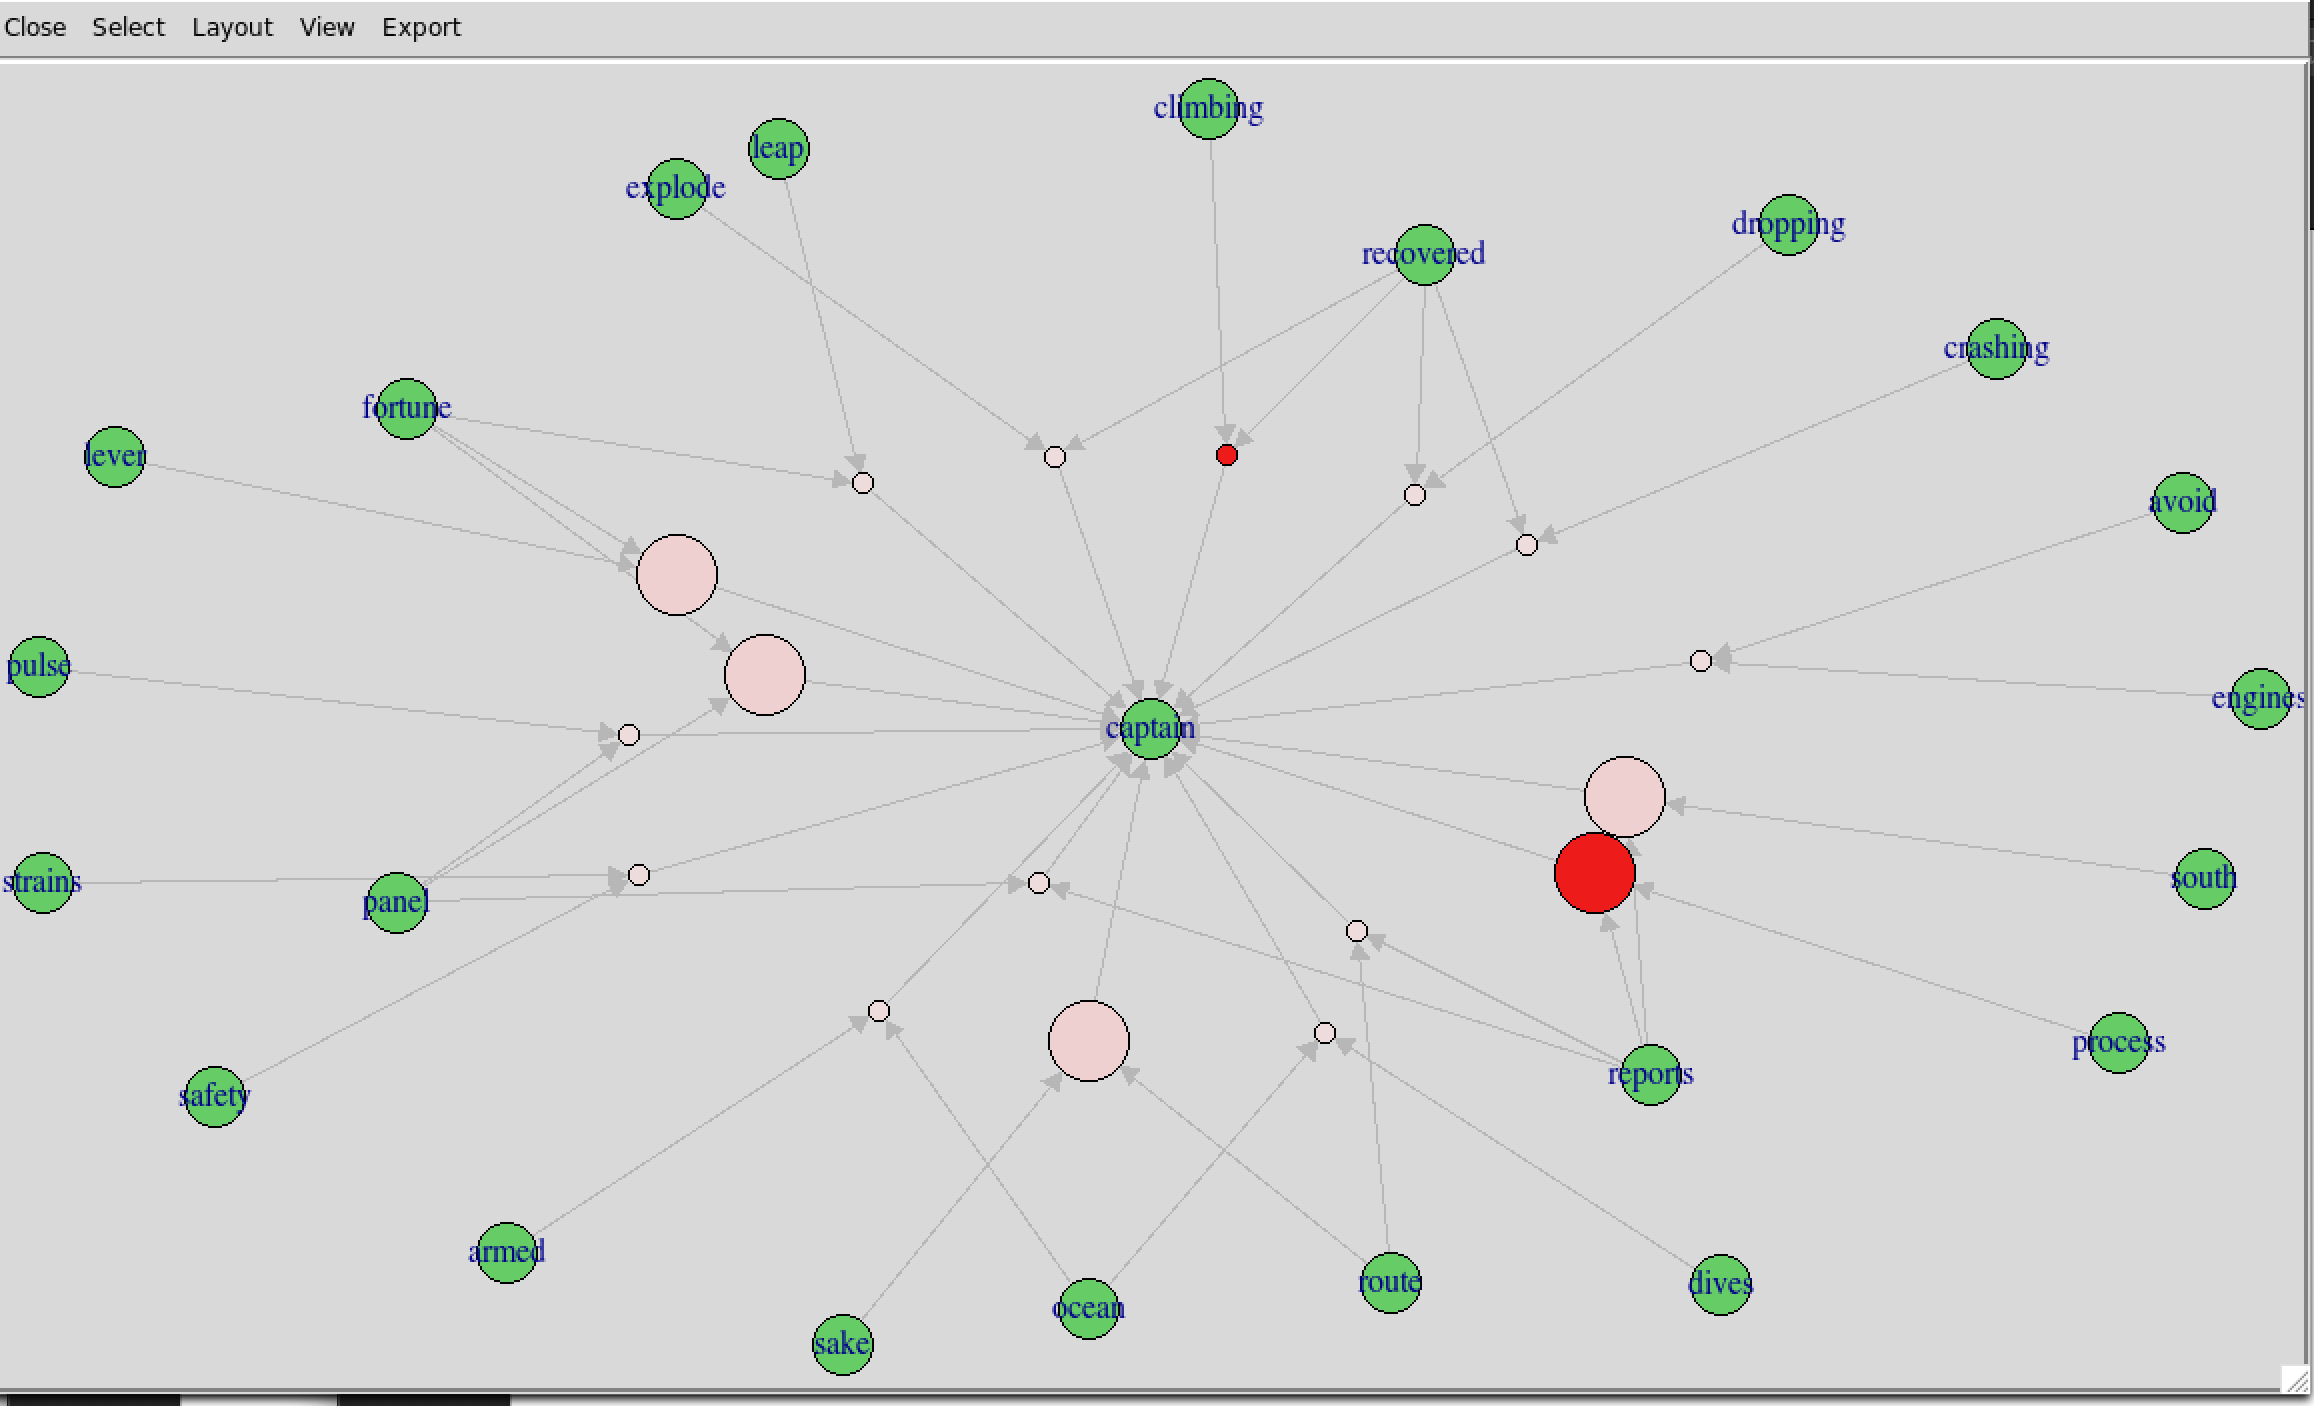 Close Select Layout View Export
climbing
leap
explode
dropping
recovered
crashing
fortune
lever
avoid
pulse
engines
captain
strains
panel
south
process
reports
safety
armed
route
dives
ocean
sake